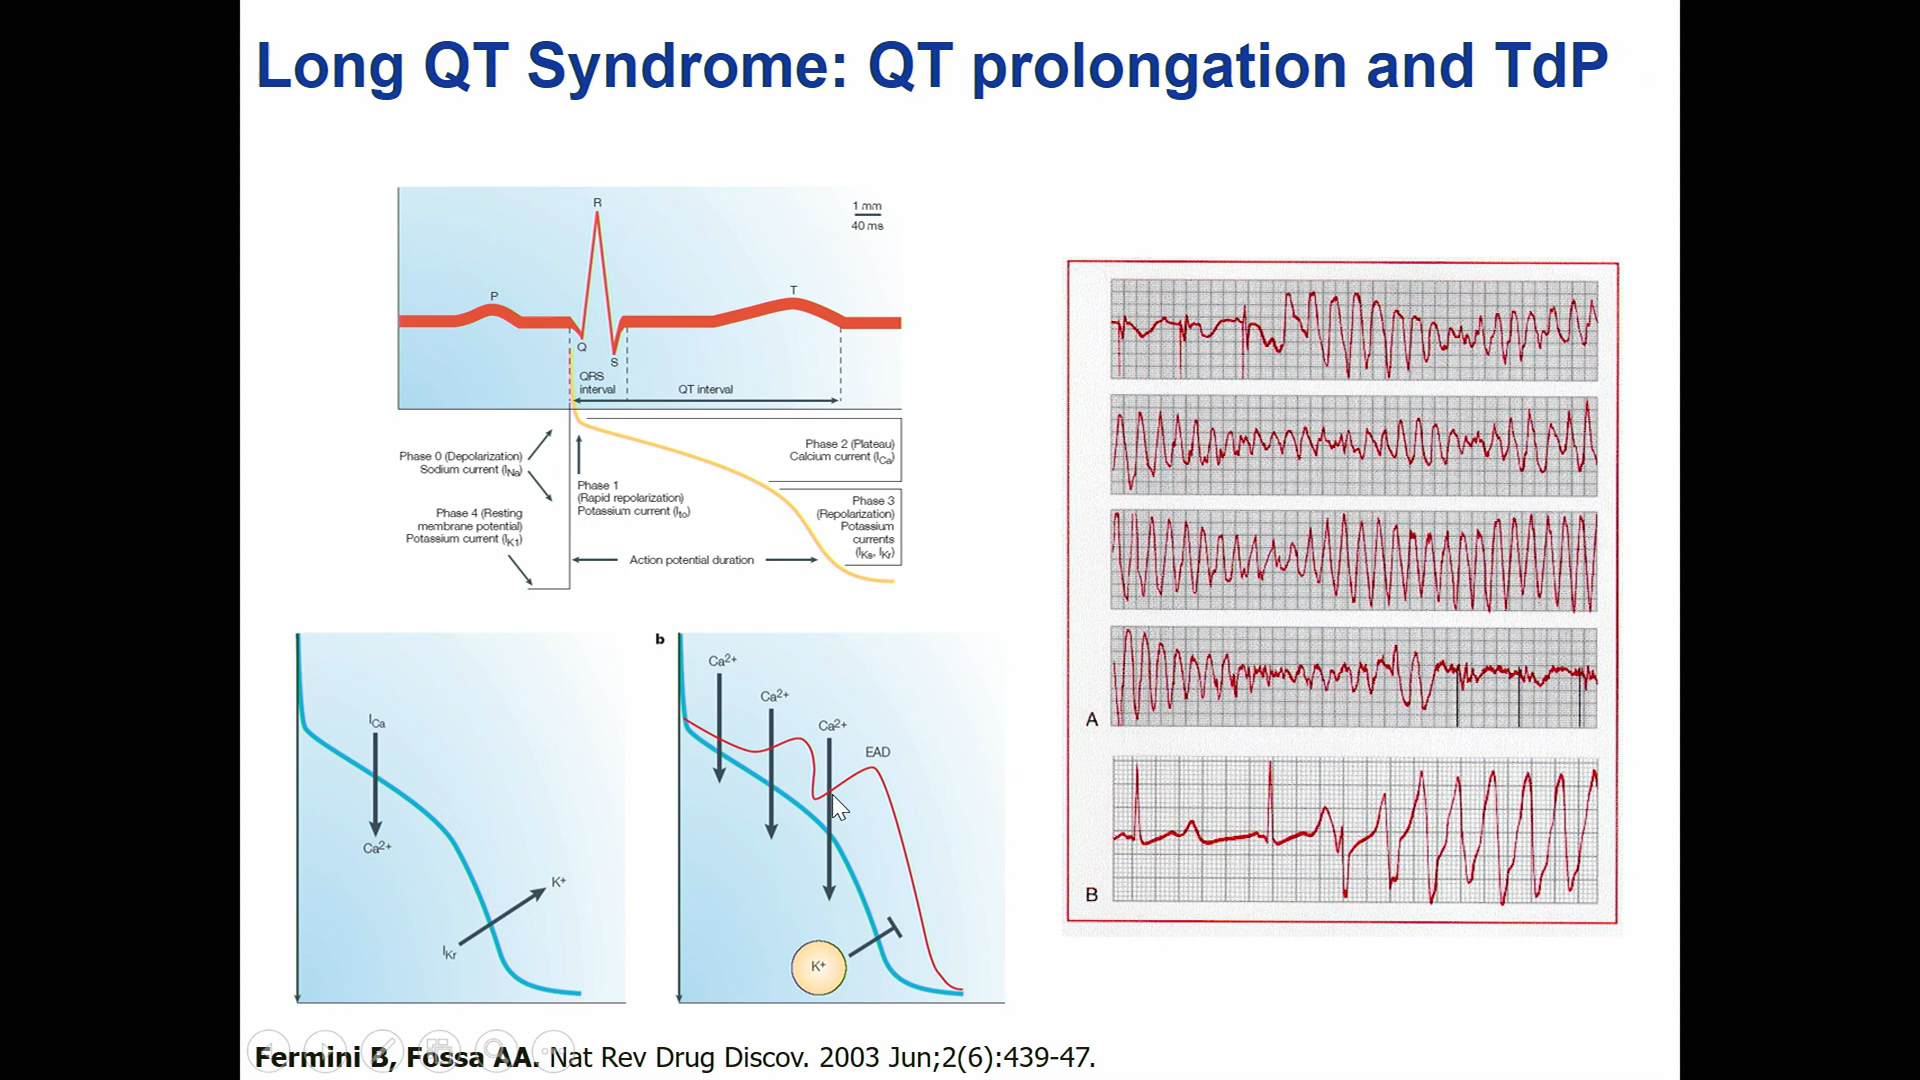 Long QT Syndrome: QT prolongation and TdP
R
1 mm
40 ms
P
T
Q
S
QRS
interval
QT interval
Phase 0 (Depolarization)
Sodium current (INa)
Phase 2 (Plateau)
Calcium current (ICa)
Phase 1
(Rapid repolarization)
Potassium current (Ito)
Phase 4 (Resting
membrane potential)
Potassium current (IK1)
Phase 3
(Repolarization)
Potassium
currents
(IKs, IKr)
Action potential duration
ICa
Ca2+
K+
IKr
b
Ca2+
Ca2+
Ca2+
EAD
K+
A
B
Fermini B, Fossa AA. Nat Rev Drug Discov. 2003 Jun;2(6):439-47.